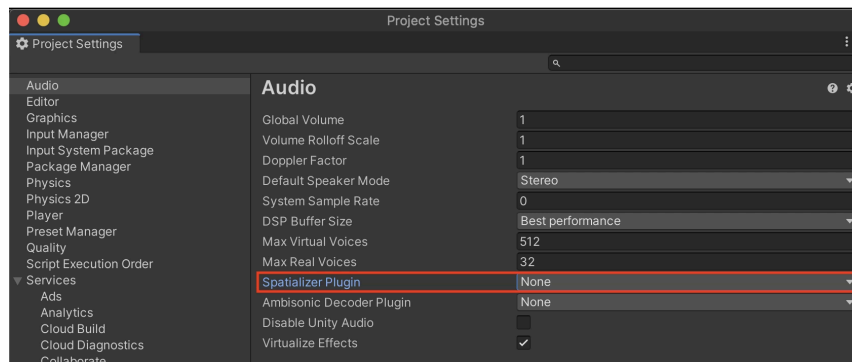 Project Settings
Project Settings
Audio
Editor
Graphics
Input Manager
Input System Package
Package Manager
Physics
Physics 2D
Player
Preset Manager
Quality
Script Execution Order
Services
Ads
Analytics
Cloud Build
Cloud Diagnostics
Collaborate
Audio
Global Volume 1
Volume Rolloff Scale 1
Doppler Factor 1
Default Speaker Mode Stereo
System Sample Rate 0
DSP Buffer Size Best performance
Max Virtual Voices 512
Max Real Voices 32
Spatializer Plugin None
Ambisonic Decoder Plugin None
Disable Unity Audio
Virtualize Effects